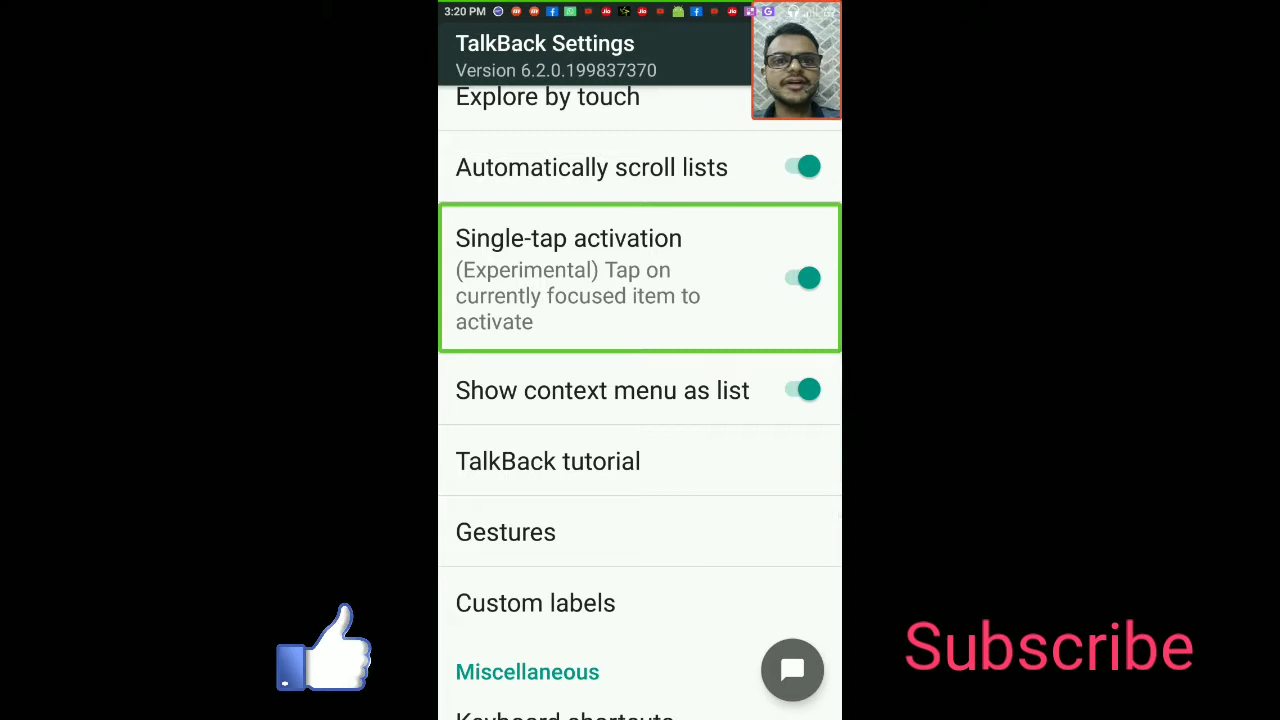 3:20 PM
TalkBack Settings
Version 6.2.0.199837370
Explore by touch
Automatically scroll lists
Single-tap activation
(Experimental) Tap on
currently focused item to
activate
Show context menu as list
TalkBack tutorial
Gestures
Custom labels
Miscellaneous
Keyboard shortcuts
Subscribe